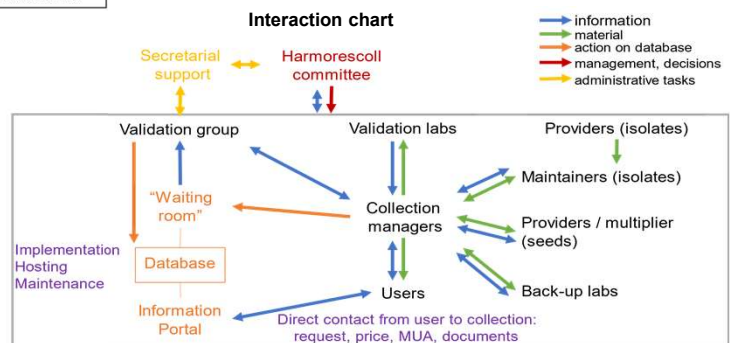 Interaction chart
information
material
action on database
management, decisions
administrative tasks
Secretarial
support
Harmorescoll
committee
Validation group
Validation labs
Providers (isolates)
Maintainers (isolates)
"Waiting
room"
Collection
managers
Providers / multiplier
(seeds)
Implementation
Hosting
Maintenance
Database
Information
Portal
Users
Back-up labs
Direct contact from user to collection:
request, price, MUA, documents